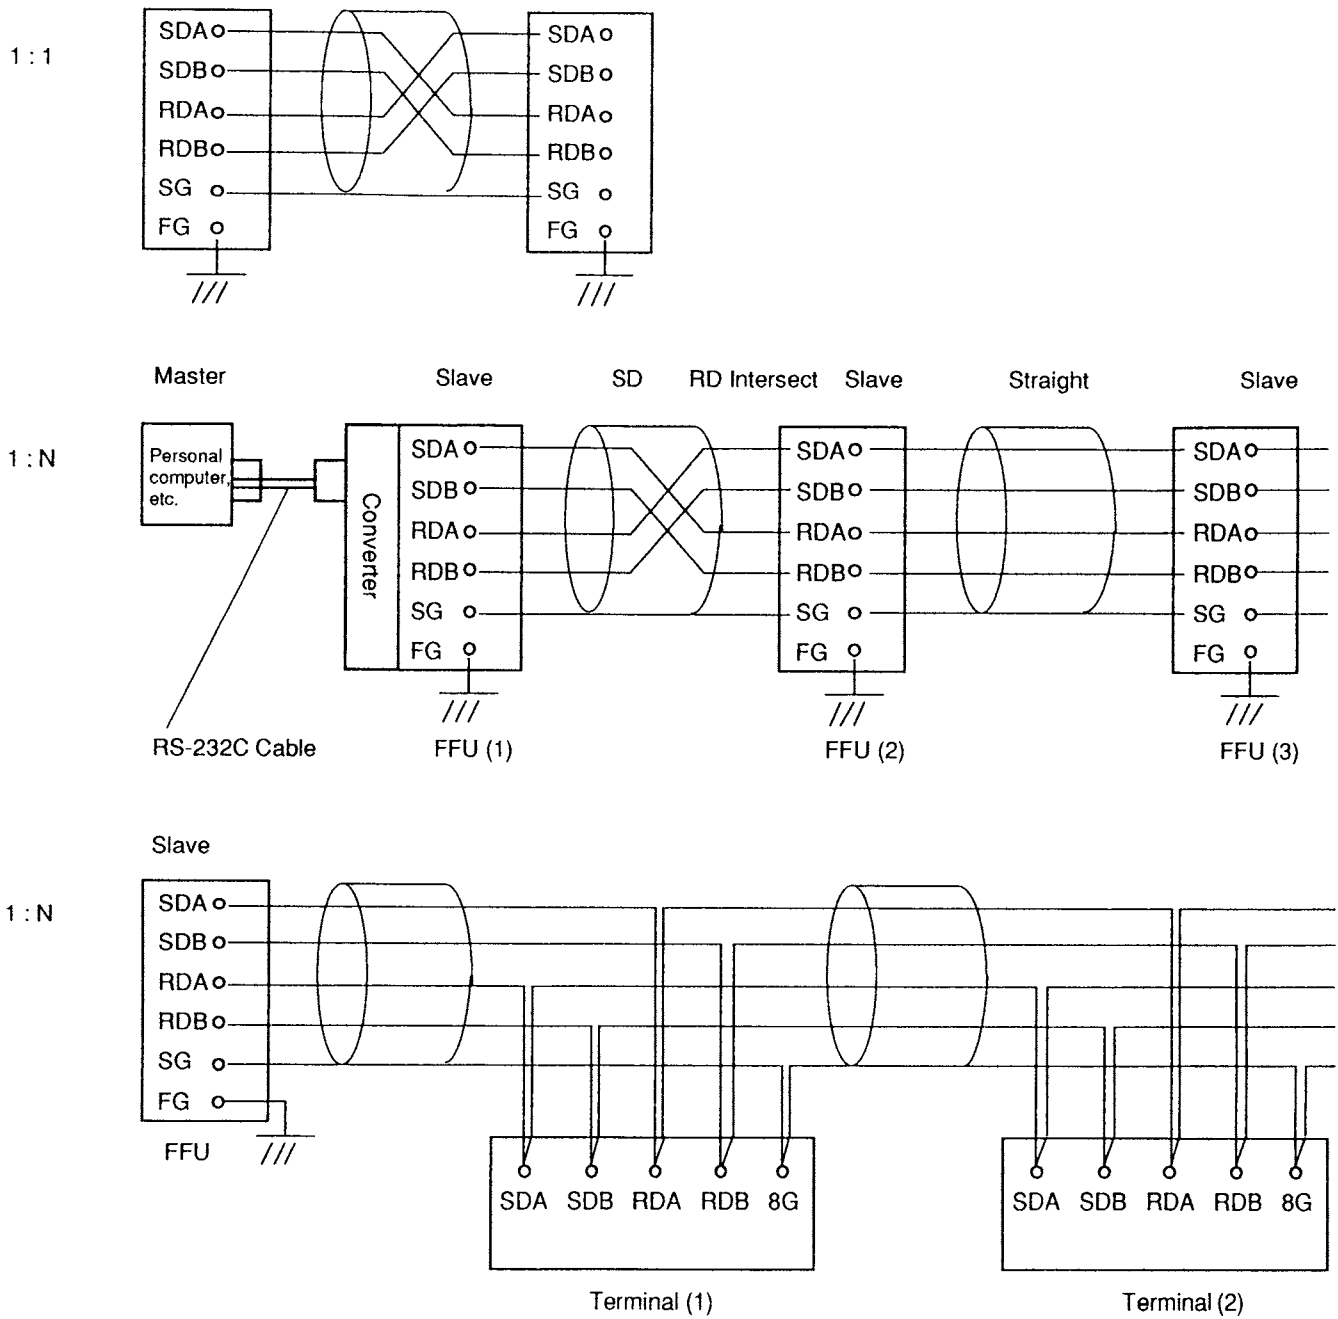 1 : 1
SDA
SDB
RDA
RDB
SG
FG
SDA
SDB
RDA
RDB
SG
FG
1 : N
Master
Slave
SD
RD Intersect
Slave
Straight
Slave
Personal
computer,
etc.
Converter
SDA
SDB
RDA
RDB
SG
FG
SDA
SDB
RDA
RDB
SG
FG
SDA
SDB
RDA
RDB
SG
FG
RS-232C Cable
FFU (1)
FFU (2)
FFU (3)
1 : N
Slave
SDA
SDB
RDA
RDB
SG
FG
FFU
SDA SDB RDA RDB 8G
Terminal (1)
SDA SDB RDA RDB 8G
Terminal (2)